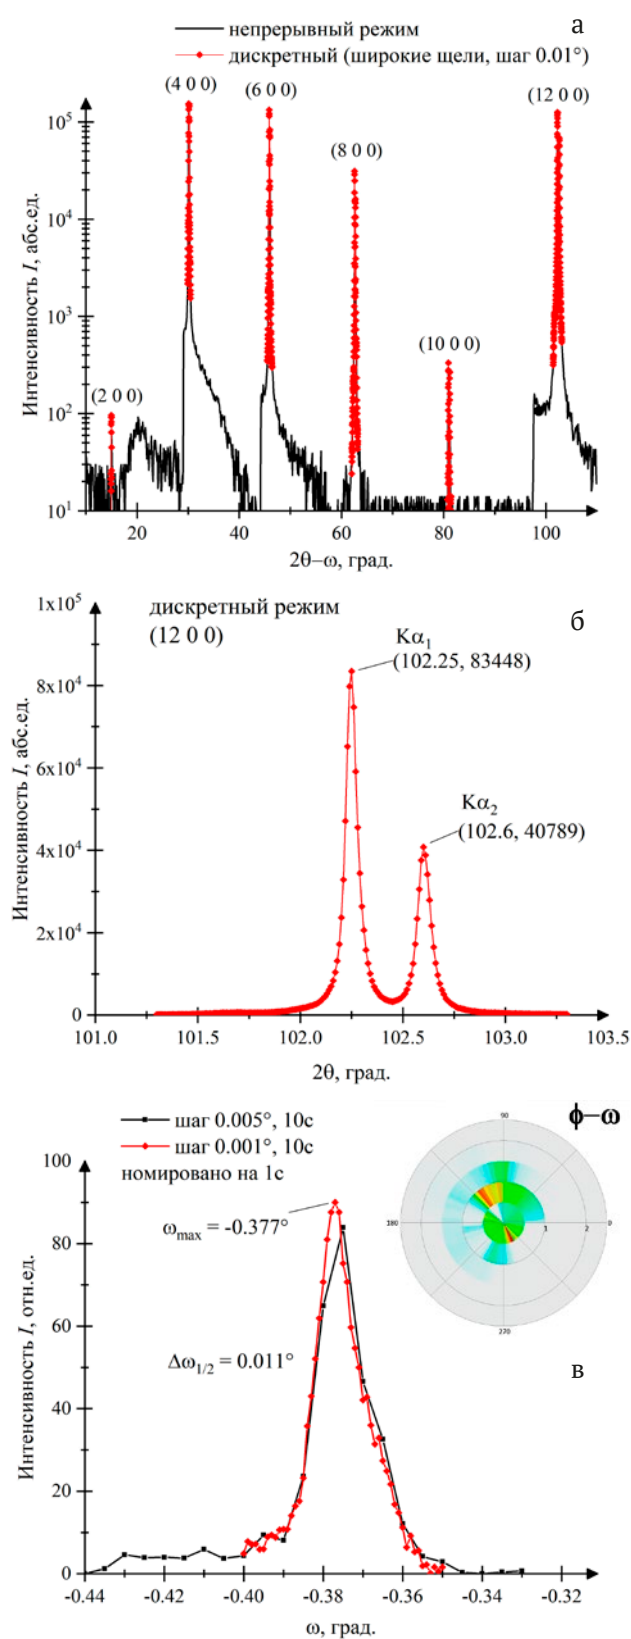 а
непрерывный режим
дискретный (широкие щели, шаг 0.01°)
(4 0 0)
(6 0 0)
(12 0 0)
(8 0 0)
(10 0 0)
(2 0 0)
10⁵
10⁴
10³
10²
10¹
Интенсивность I, абс.ед.
20 40 60 80 100
2θ–ω, град.
б
дискретный режим
(12 0 0)
Kα₁
(102.25, 83448)
Kα₂
(102.6, 40789)
1x10⁵
8x10⁴
6x10⁴
4x10⁴
2x10⁴
0
Интенсивность I, абс.ед.
101.0 101.5 102.0 102.5 103.0 103.5
2θ, град.
шаг 0.005°, 10с
шаг 0.001°, 10с
номировано на 1с
ϕ–ω
90
180
1 2 0
270
ωmax = -0.377°
Δω1/2 = 0.011°
в
100
80
60
40
20
0
Интенсивность I, отн.ед.
-0.44 -0.42 -0.40 -0.38 -0.36 -0.34 -0.32
ω, град.